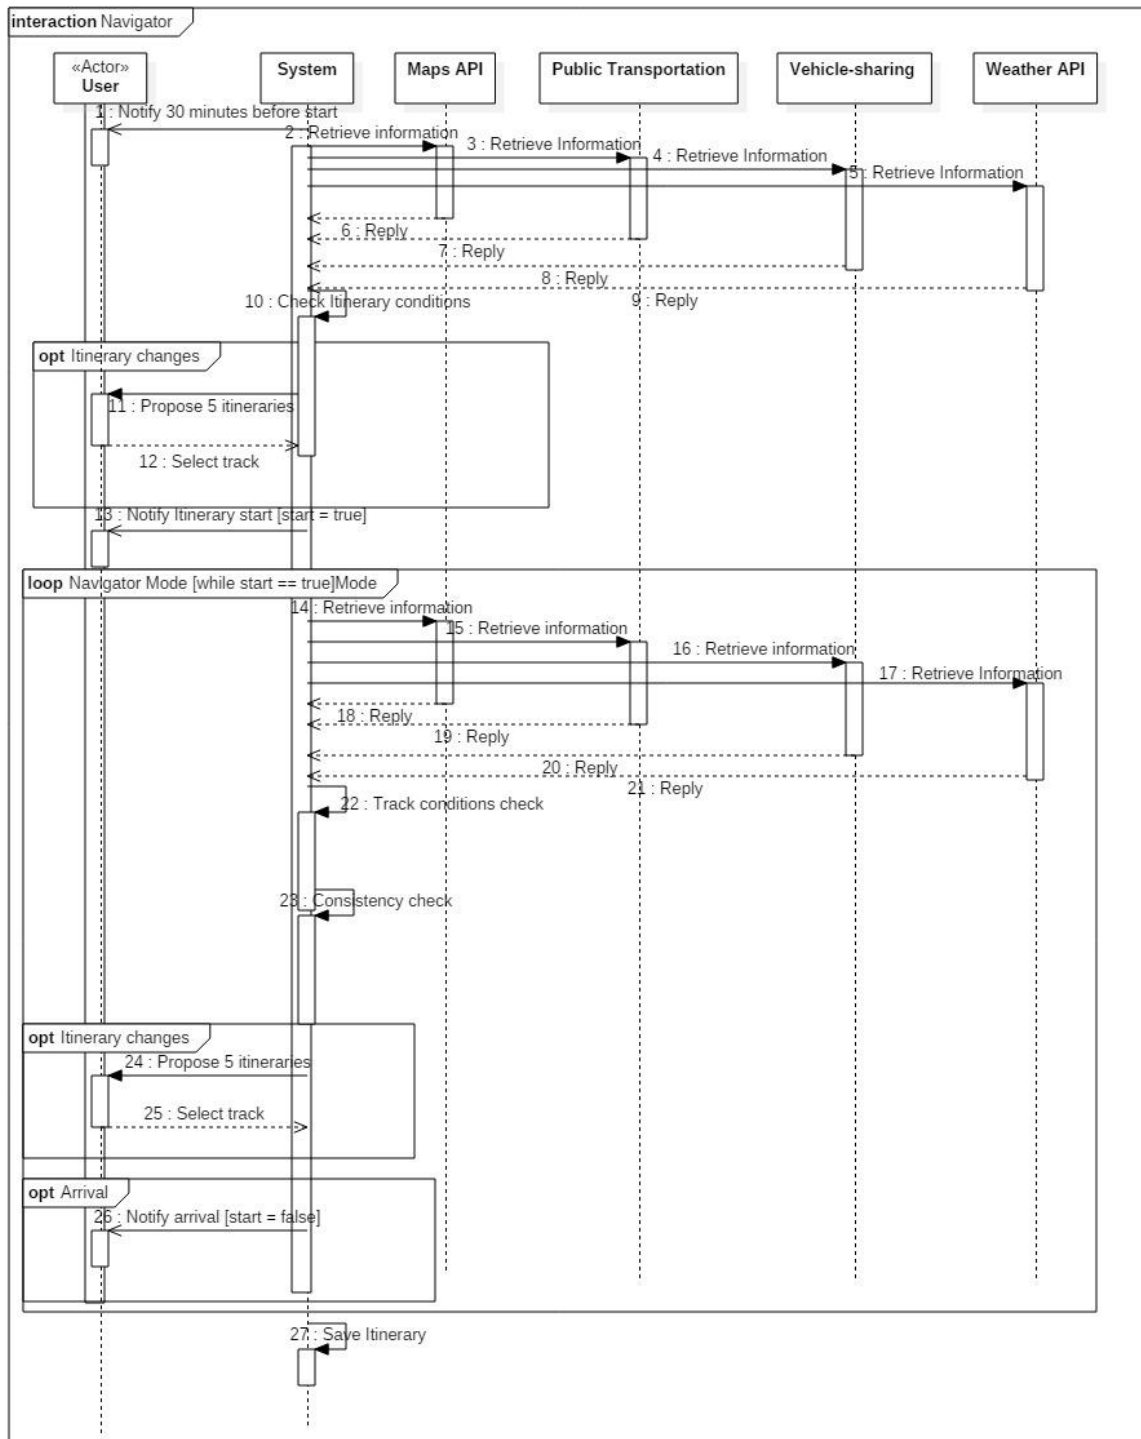 interaction Navigator
«Actor»
User
System
Maps API
Public Transportation
Vehicle-sharing
Weather API
1 : Notify 30 minutes before start
2 : Retrieve information
3 : Retrieve Information
4 : Retrieve Information
5 : Retrieve Information
6 : Reply
7 : Reply
8 : Reply
9 : Reply
10 : Check Itinerary conditions
opt Itinerary changes
11 : Propose 5 itineraries
12 : Select track
13 : Notify Itinerary start [start = true]
loop Navigator Mode [while start == true]Mode
14 : Retrieve information
15 : Retrieve information
16 : Retrieve information
17 : Retrieve Information
18 : Reply
19 : Reply
20 : Reply
21 : Reply
22 : Track conditions check
23 : Consistency check
opt Itinerary changes
24 : Propose 5 itineraries
25 : Select track
opt Arrival
26 : Notify arrival [start = false]
27 : Save Itinerary